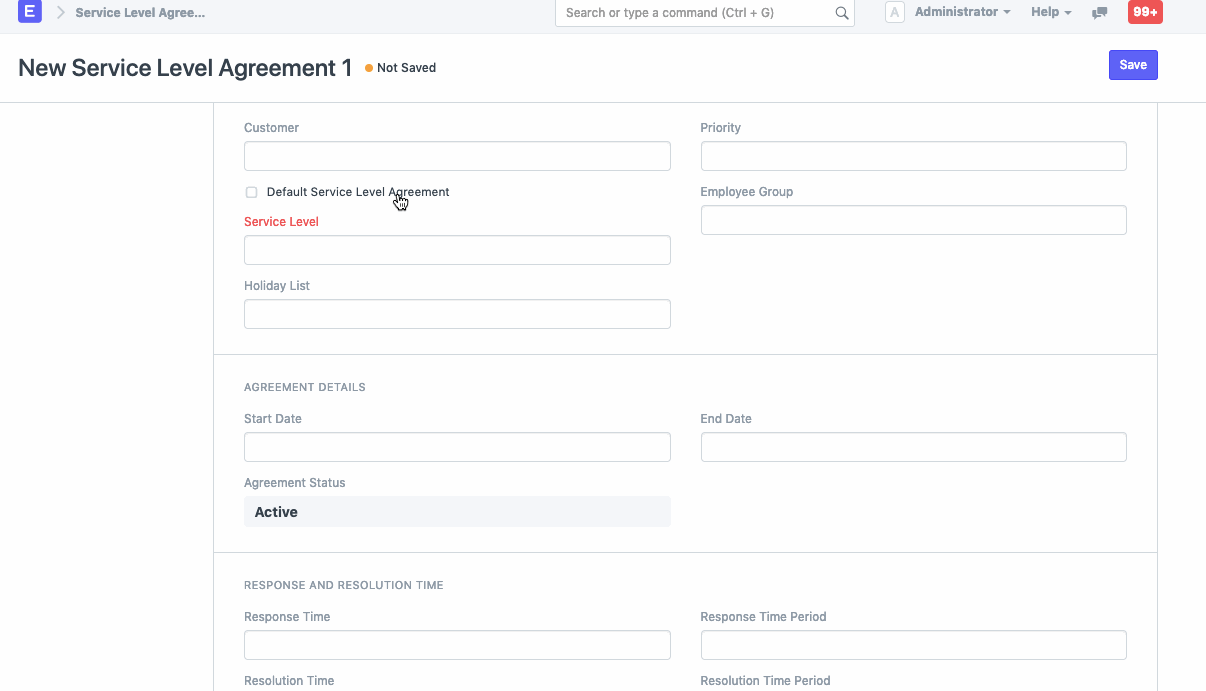 E Service Level Agree... Search or type a command (Ctrl + G) A Administrator Help 99+
New Service Level Agreement 1 Not Saved Save
Customer Priority
Default Service Level Agreement Employee Group
Service Level
Holiday List
AGREEMENT DETAILS
Start Date End Date
Agreement Status
Active
RESPONSE AND RESOLUTION TIME
Response Time Response Time Period
Resolution Time Resolution Time Period